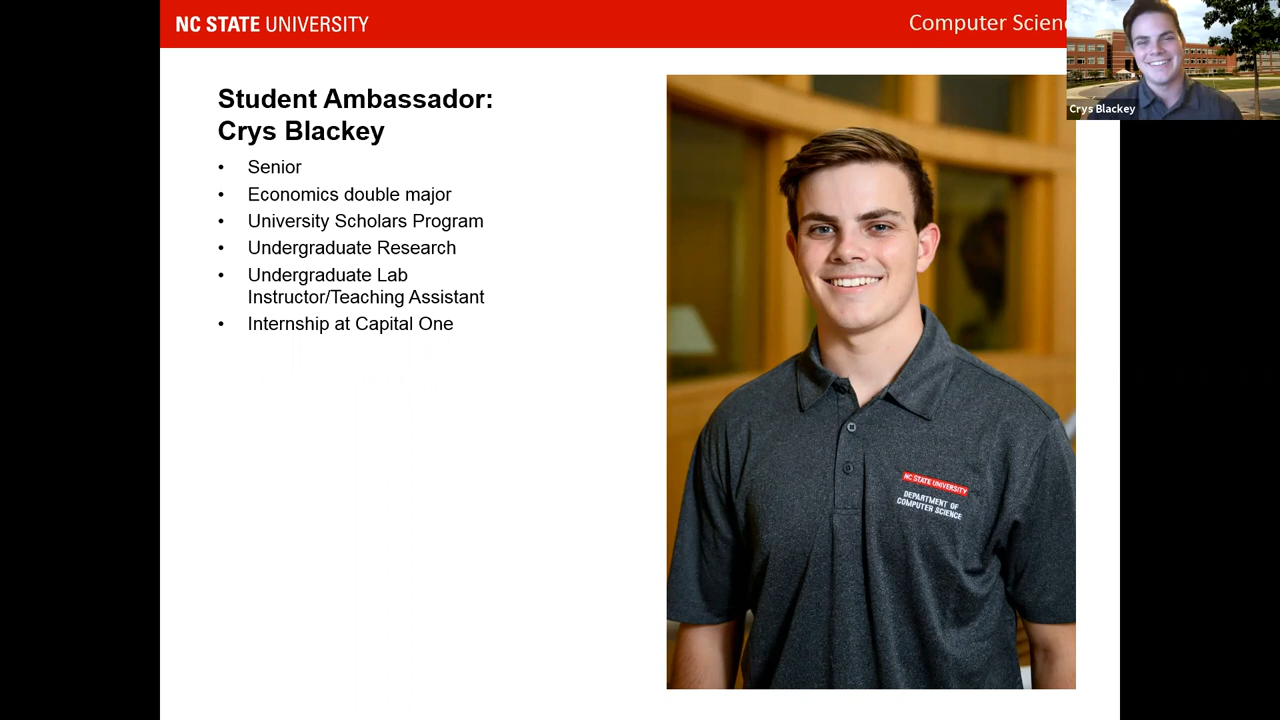 NC STATE UNIVERSITY
Computer Scien
Crys Blackey
Student Ambassador:
Crys Blackey
• Senior
• Economics double major
• University Scholars Program
• Undergraduate Research
• Undergraduate Lab
Instructor/Teaching Assistant
• Internship at Capital One
NC STATE UNIVERSITY
DEPARTMENT OF
COMPUTER SCIENCE